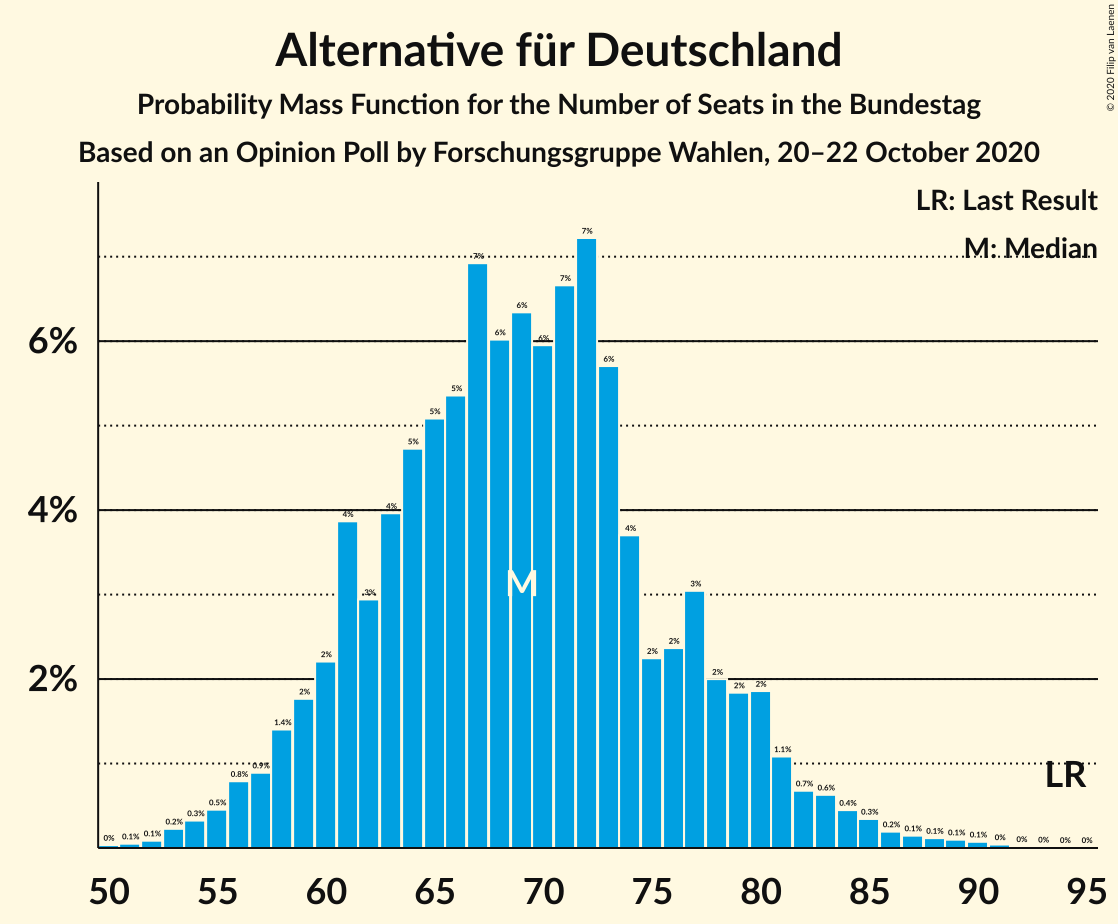 Alternative für Deutschland
Probability Mass Function for the Number of Seats in the Bundestag
Based on an Opinion Poll by Forschungsgruppe Wahlen, 20–22 October 2020
© 2020 Filip van Laenen
LR: Last Result
M: Median
6%
4%
2%
0% 0.1% 0.1% 0.2% 0.3% 0.5% 0.8% 0.9% 1.4% 2% 2% 4% 3% 4% 5% 5% 5% 7% 6% 6% 6% 7% 7% 6% 4% 2% 2% 3% 2% 2% 2% 1.1% 0.7% 0.6% 0.4% 0.3% 0.2% 0.1% 0.1% 0.1% 0.1% 0% 0% 0% 0% 0%
M
LR
50 55 60 65 70 75 80 85 90 95